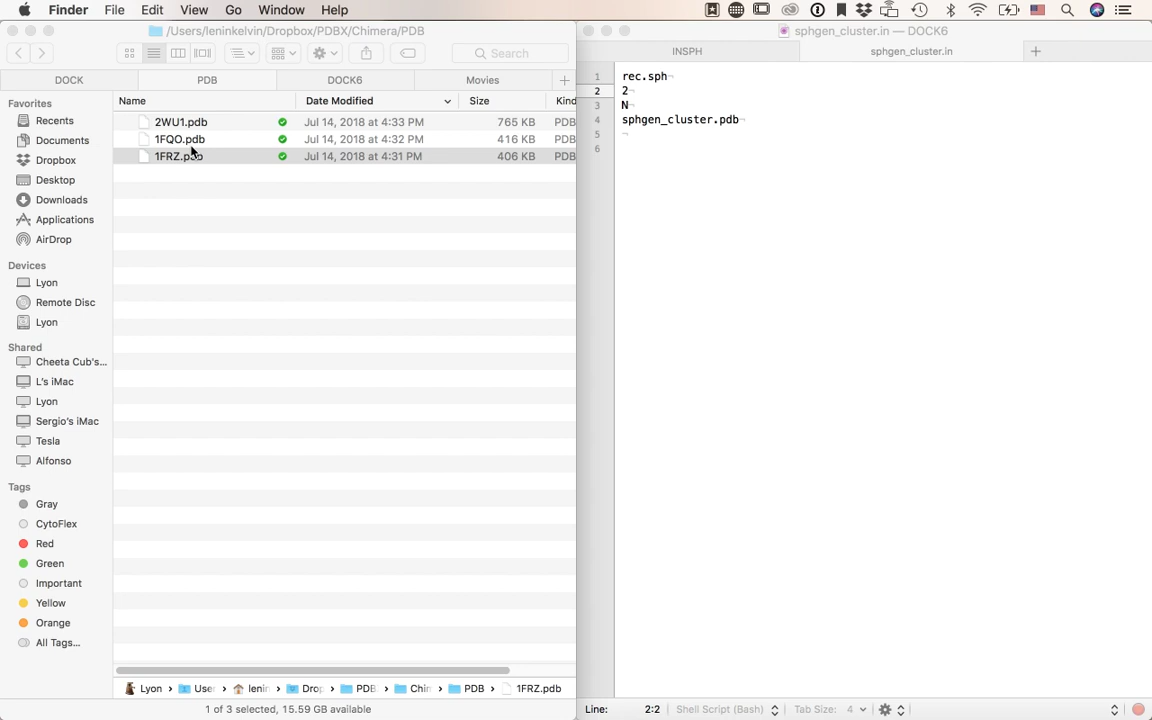 Finder File Edit View Go Window Help
/Users/leninkelvin/Dropbox/PDBX/Chimera/PDB
sphgen_cluster.in — DOCK6
Search
INSPH sphgen_cluster.in
DOCK PDB DOCK6 Movies
Name Date Modified Size Kind
2WU1.pdb Jul 14, 2018 at 4:33 PM 765 KB PDB
1FQO.pdb Jul 14, 2018 at 4:32 PM 416 KB PDB
1FRZ.pdb Jul 14, 2018 at 4:31 PM 406 KB PDB
Favorites
Recents
Documents
Dropbox
Desktop
Downloads
Applications
AirDrop
Devices
Lyon
Remote Disc
Lyon
Shared
Cheeta Cub's...
L's iMac
Lyon
Sergio's iMac
Tesla
Alfonso
Tags
Gray
CytoFlex
Red
Green
Important
Yellow
Orange
All Tags...
1 rec.sph
2 2
3 N
4 sphgen_cluster.pdb
5
6
Lyon › Use › lenin › Drop › PDB › Chim › PDB › 1FRZ.pdb
1 of 3 selected, 15.59 GB available
Line: 2:2 Shell Script (Bash) Tab Size: 4